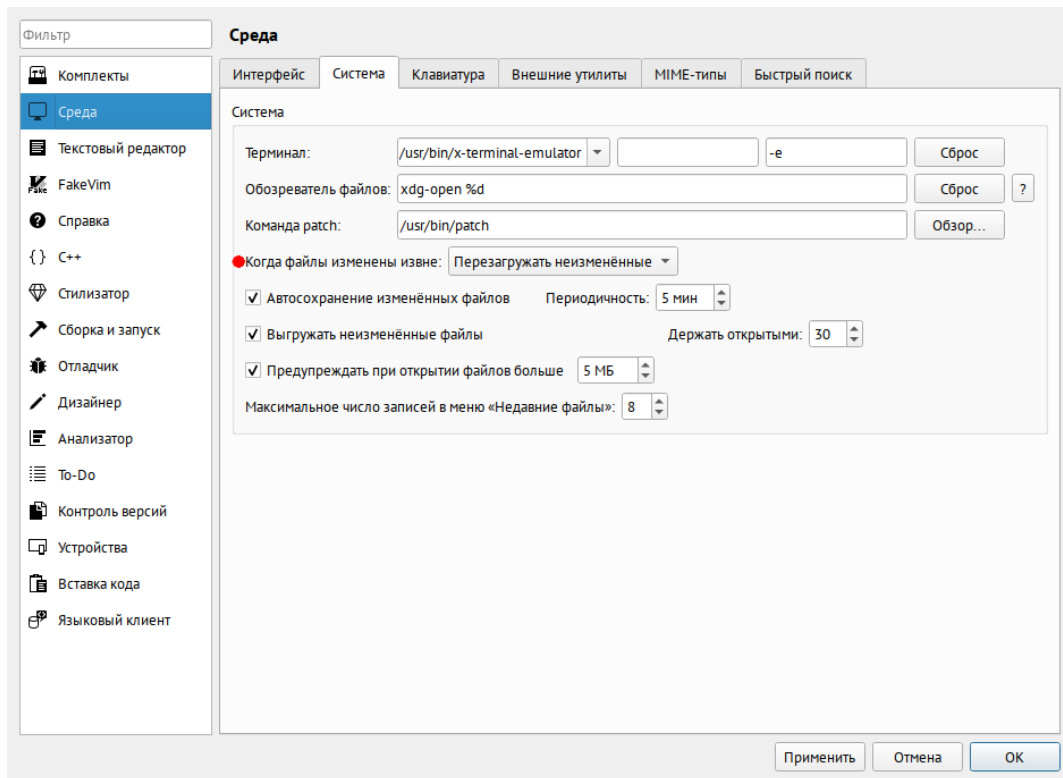 Фильтр
Комплекты
Среда
Текстовый редактор
FakeVim
Справка
C++
Стилизатор
Сборка и запуск
Отладчик
Дизайнер
Анализатор
To-Do
Контроль версий
Устройства
Вставка кода
Языковый клиент
Среда
Интерфейс Система Клавиатура Внешние утилиты MIME-типы Быстрый поиск
Система
Терминал: /usr/bin/x-terminal-emulator -e Сброс
Обозреватель файлов: xdg-open %d Сброс ?
Команда patch: /usr/bin/patch Обзор...
Когда файлы изменены извне: Перезагружать неизменённые
Автосохранение изменённых файлов Периодичность: 5 мин
Выгружать неизменённые файлы Держать открытыми: 30
Предупреждать при открытии файлов больше 5 МБ
Максимальное число записей в меню «Недавние файлы»: 8
Применить Отмена OK